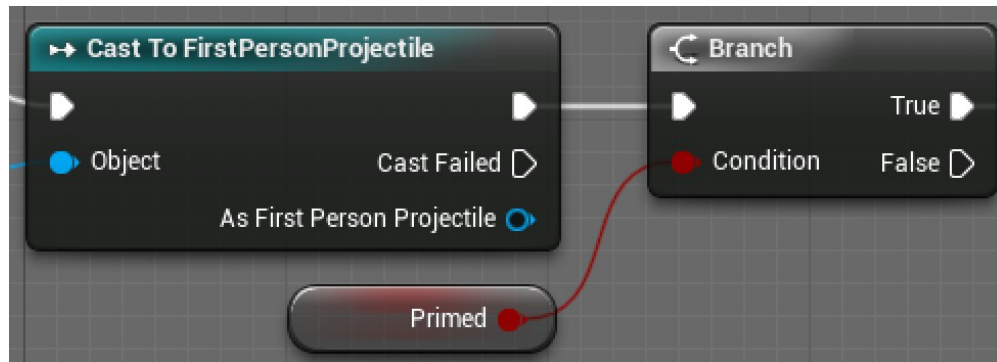 Cast To FirstPersonProjectile
Object
Cast Failed
As First Person Projectile
Branch
True
Condition
False
Primed